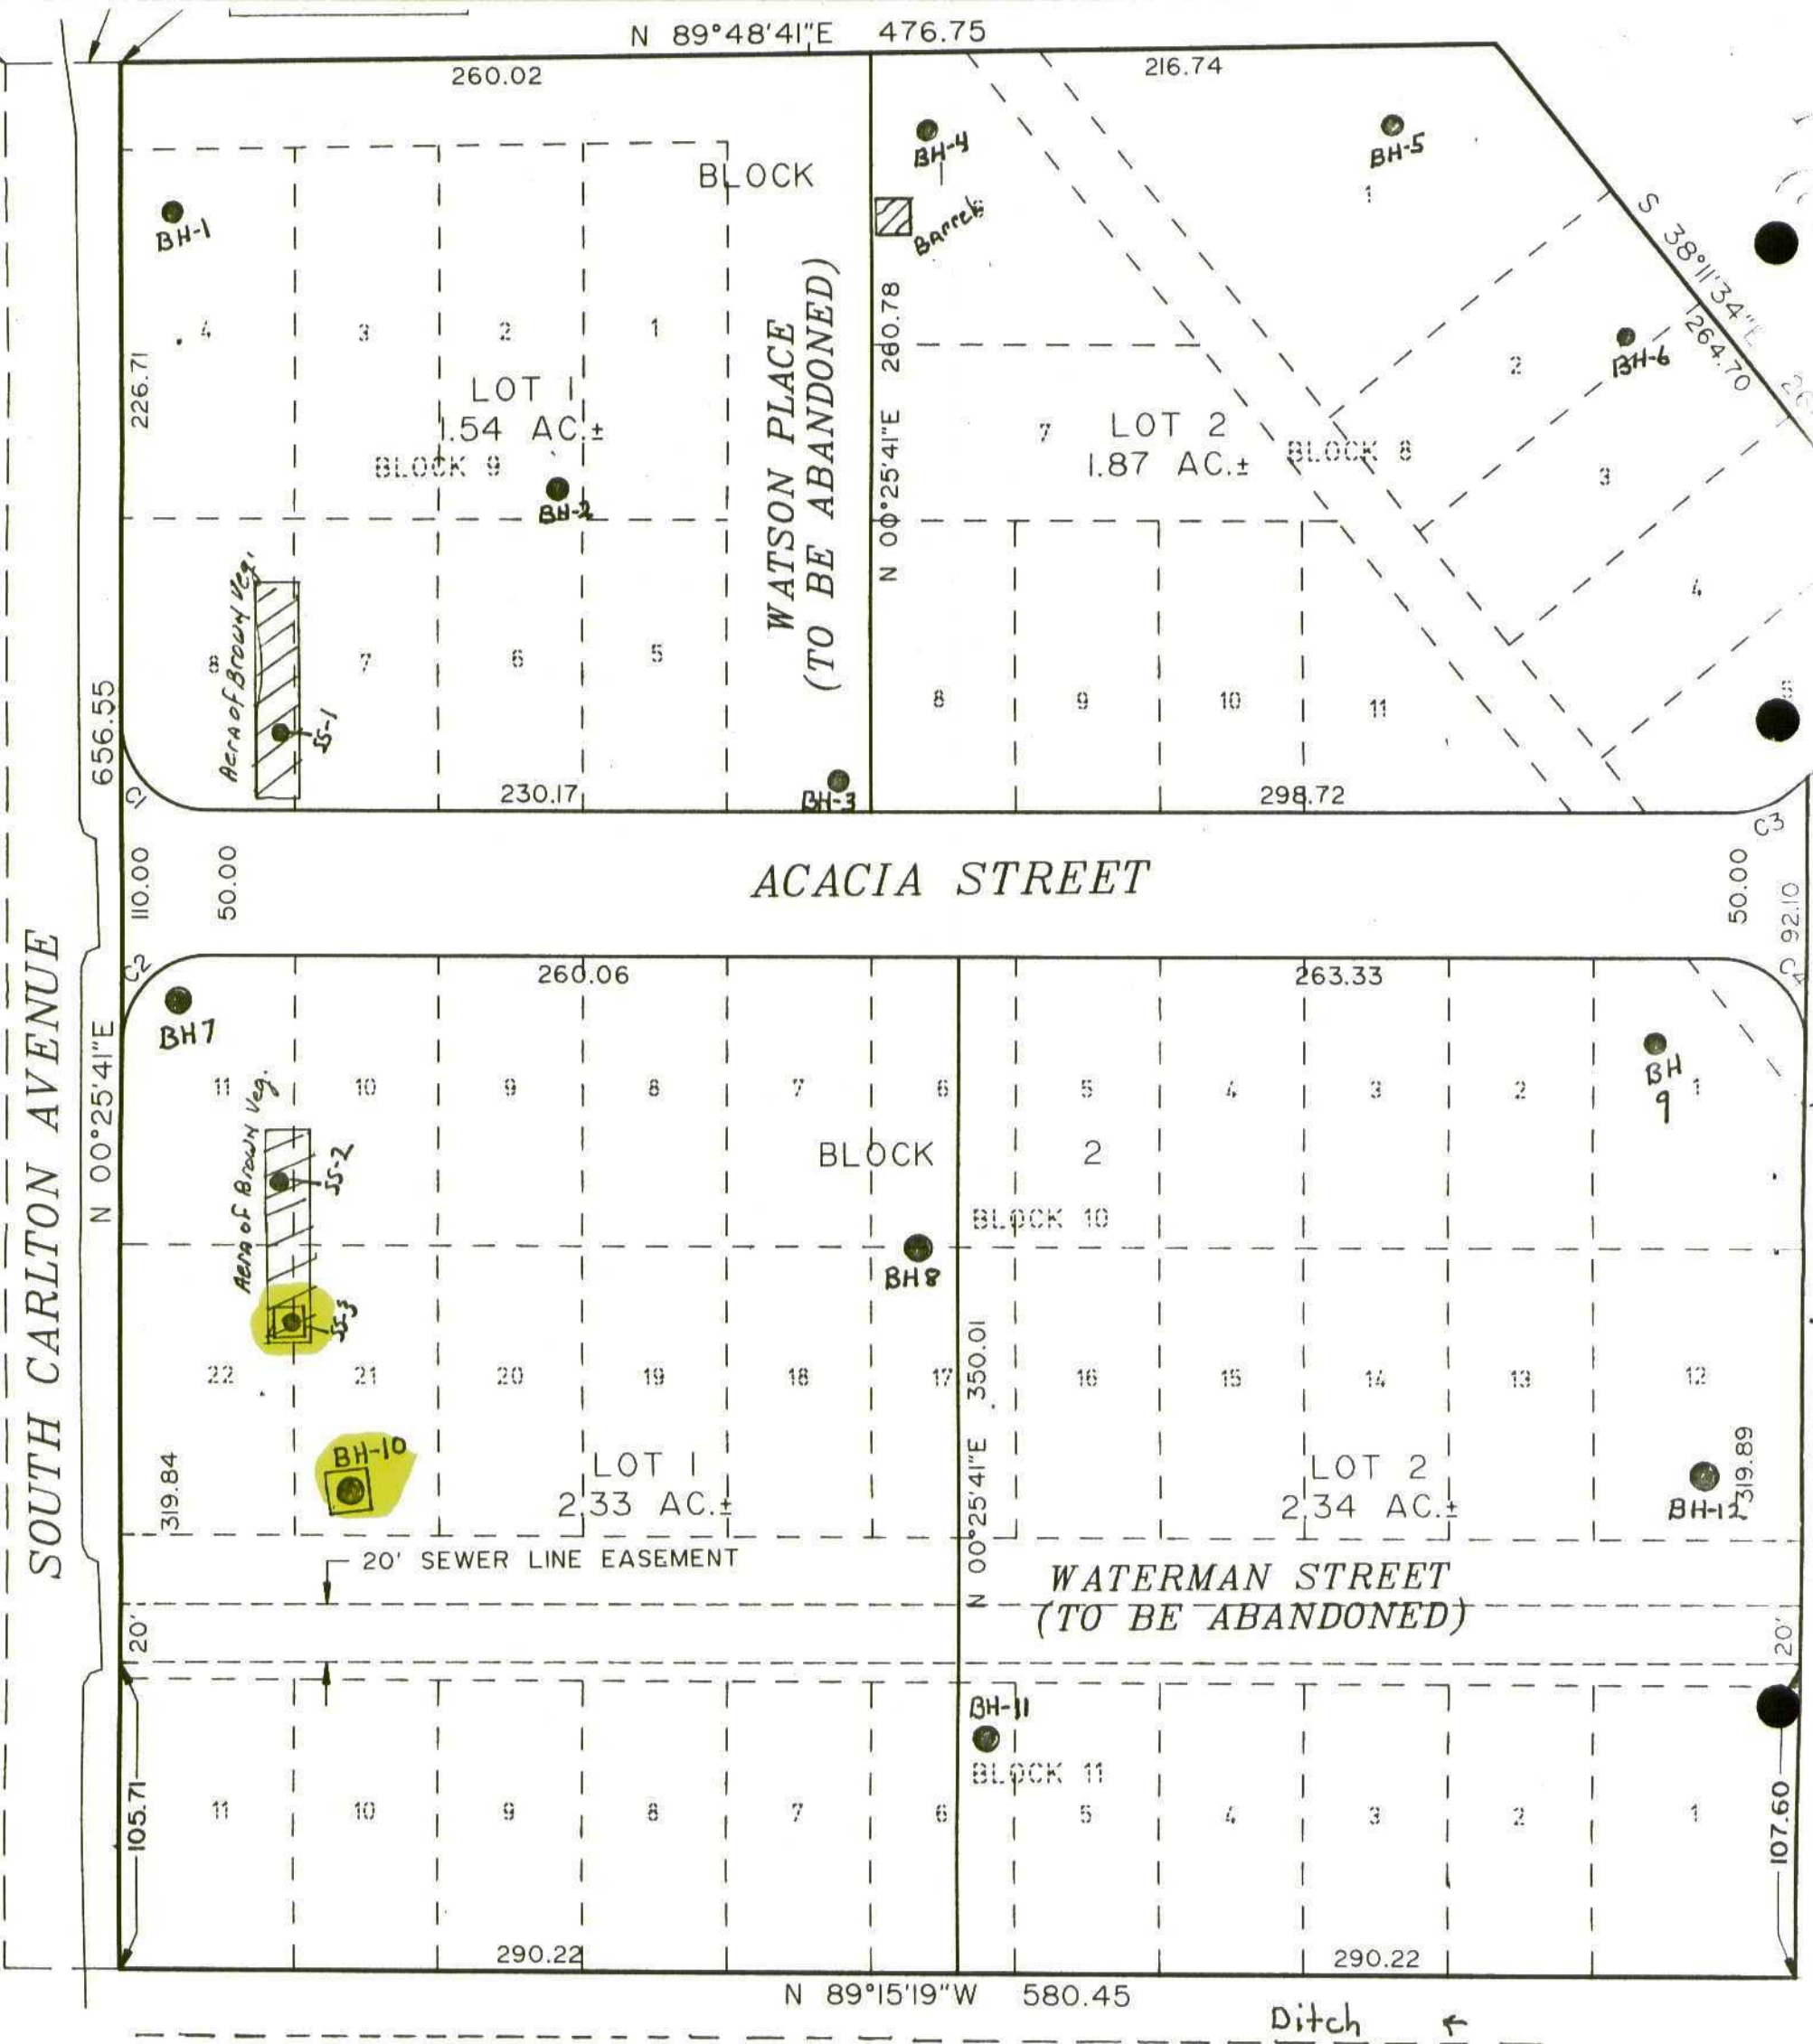 N 89°48'41"E 476.75
260.02
216.74
BH-4
BH-5
BLOCK
1
BH-1
Barrels
S 38°11'34"E
264.70
4
3
2
1
226.71
LOT 1
1.54 AC.±
BLOCK 9
BH-2
WATSON PLACE
(TO BE ABANDONED)
N 00°25'41"E 260.78
7
LOT 2
1.87 AC.±
BLOCK 8
2
BH-6
3
4
Aera of Brown Veg.
8
7
6
5
SS-1
8
9
10
11
656.55
C1
230.17
BH-3
298.72
C3
110.00
50.00
ACACIA STREET
50.00
92.10
SOUTH CARLTON AVENUE
N 00°25'41"E
C2
260.06
263.33
C4
BH7
BH
9
11
10
9
8
7
6
5
4
3
2
1
Aera of Brown Veg.
SS-2
BLOCK 2
BLOCK 10
BH8
SS-3
22
21
20
19
18
17
16
15
14
13
12
N 00°25'41"E 350.01
319.84
BH-10
LOT 1
2.33 AC.±
LOT 2
2.34 AC.±
BH-12
319.89
20' SEWER LINE EASEMENT
WATERMAN STREET
(TO BE ABANDONED)
20'
20'
BH-11
BLOCK 11
105.71
11
10
9
8
7
6
5
4
3
2
1
107.60
290.22
290.22
N 89°15'19"W 580.45
Ditch